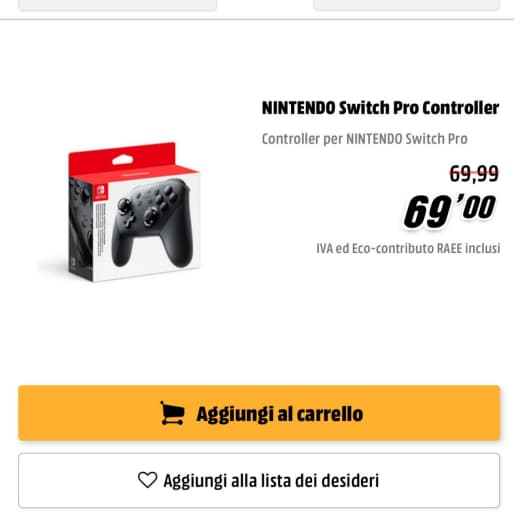 NINTENDO Switch Pro Controller
Controller per NINTENDO Switch Pro
69,99
69'00
IVA ed Eco-contributo RAEE inclusi
Aggiungi al carrello
Aggiungi alla lista dei desideri